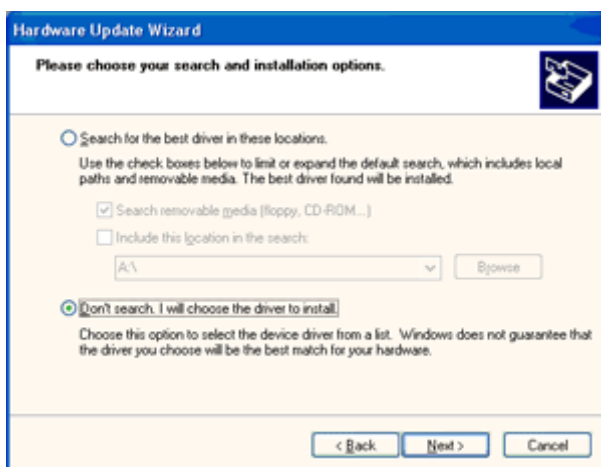 Hardware Update Wizard
Please choose your search and installation options.
Search for the best driver in these locations.
Use the check boxes below to limit or expand the default search, which includes local
paths and removable media. The best driver found will be installed.
Search removable media (floppy, CD-ROM...)
Include this location in the search:
A:\
Browse
Don't search. I will choose the driver to install.
Choose this option to select the device driver from a list. Windows does not guarantee that
the driver you choose will be the best match for your hardware.
< Back
Next >
Cancel